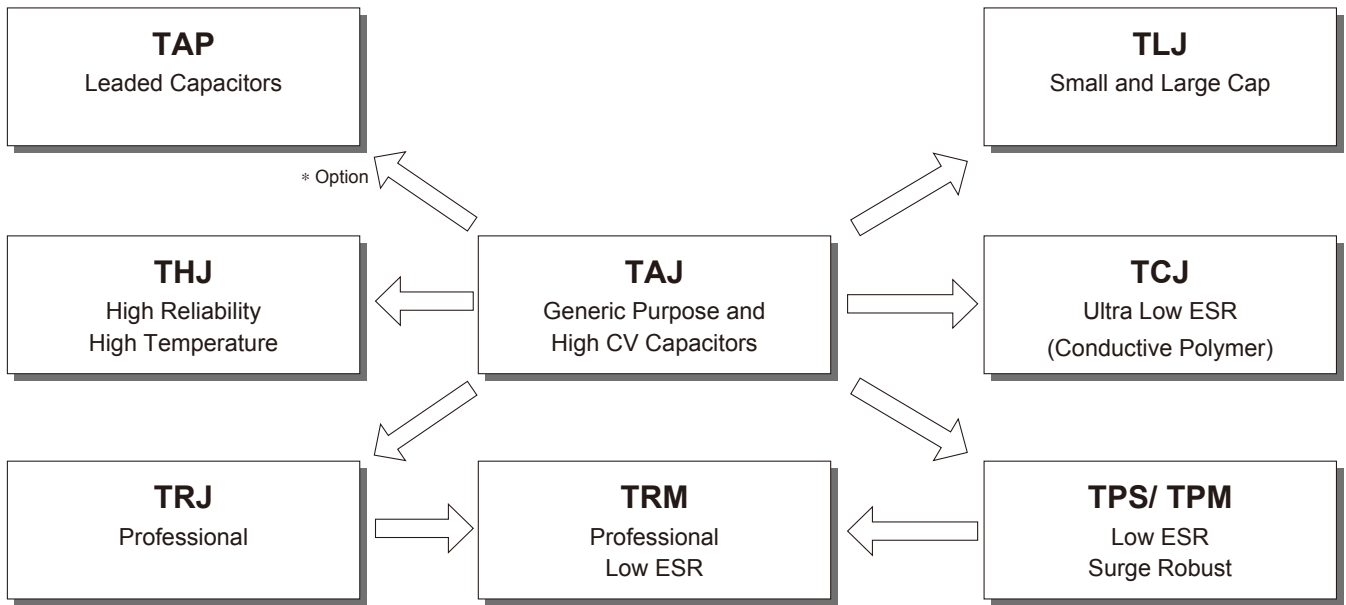 TAP
Leaded Capacitors
TLJ
Small and Large Cap
* Option
THJ
High Reliability
High Temperature
TAJ
Generic Purpose and
High CV Capacitors
TCJ
Ultra Low ESR
(Conductive Polymer)
TRJ
Professional
TRM
Professional
Low ESR
TPS/ TPM
Low ESR
Surge Robust